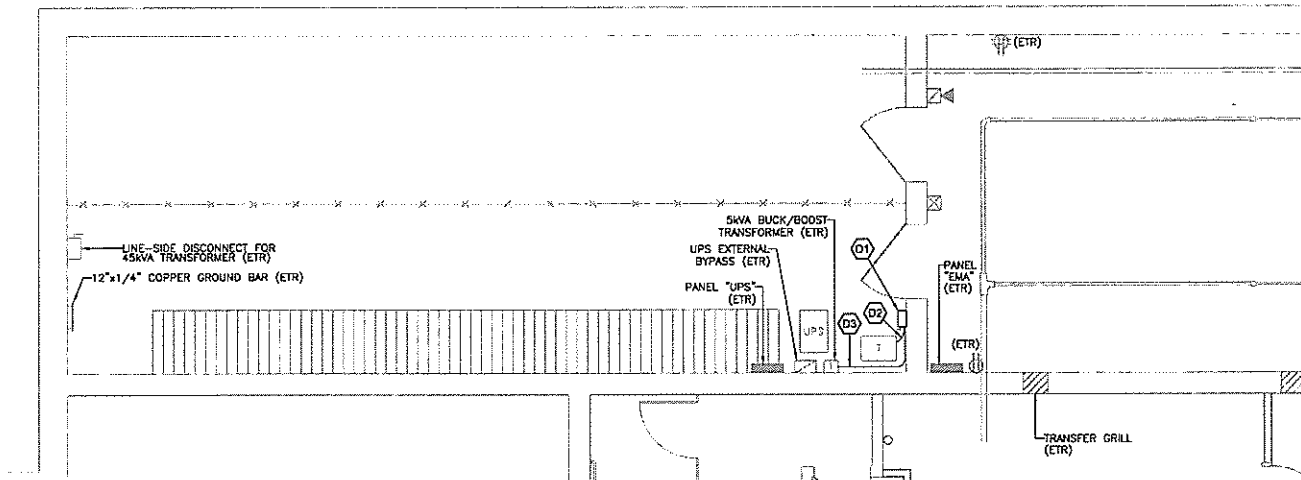 (ETR)
5kVA BUCK/BOOST
TRANSFORMER (ETR)
LINE-SIDE DISCONNECT FOR
45kVA TRANSFORMER (ETR)
UPS EXTERNAL
BYPASS (ETR)
D1
PANEL
"EMA"
(ETR)
12"x1/4" COPPER GROUND BAR (ETR)
PANEL "UPS"
(ETR)
D2
D3
UPS
T
(ETR)
TRANSFER GRILL
(ETR)